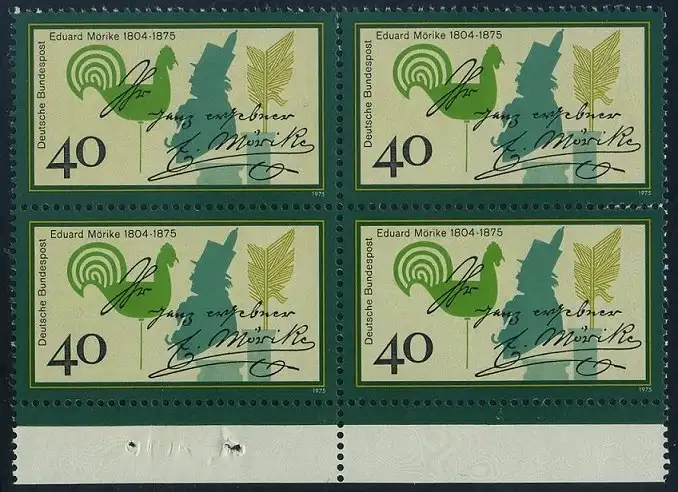 Eduard Mörike 1804-1875
Deutsche Bundespost
Ihr
ganz ergebner
E. Mörike
40
1975
Eduard Mörike 1804-1875
Deutsche Bundespost
Ihr
ganz ergebner
E. Mörike
40
1975
Eduard Mörike 1804-1875
Deutsche Bundespost
Ihr
ganz ergebner
E. Mörike
40
1975
Eduard Mörike 1804-1875
Deutsche Bundespost
Ihr
ganz ergebner
E. Mörike
40
1975